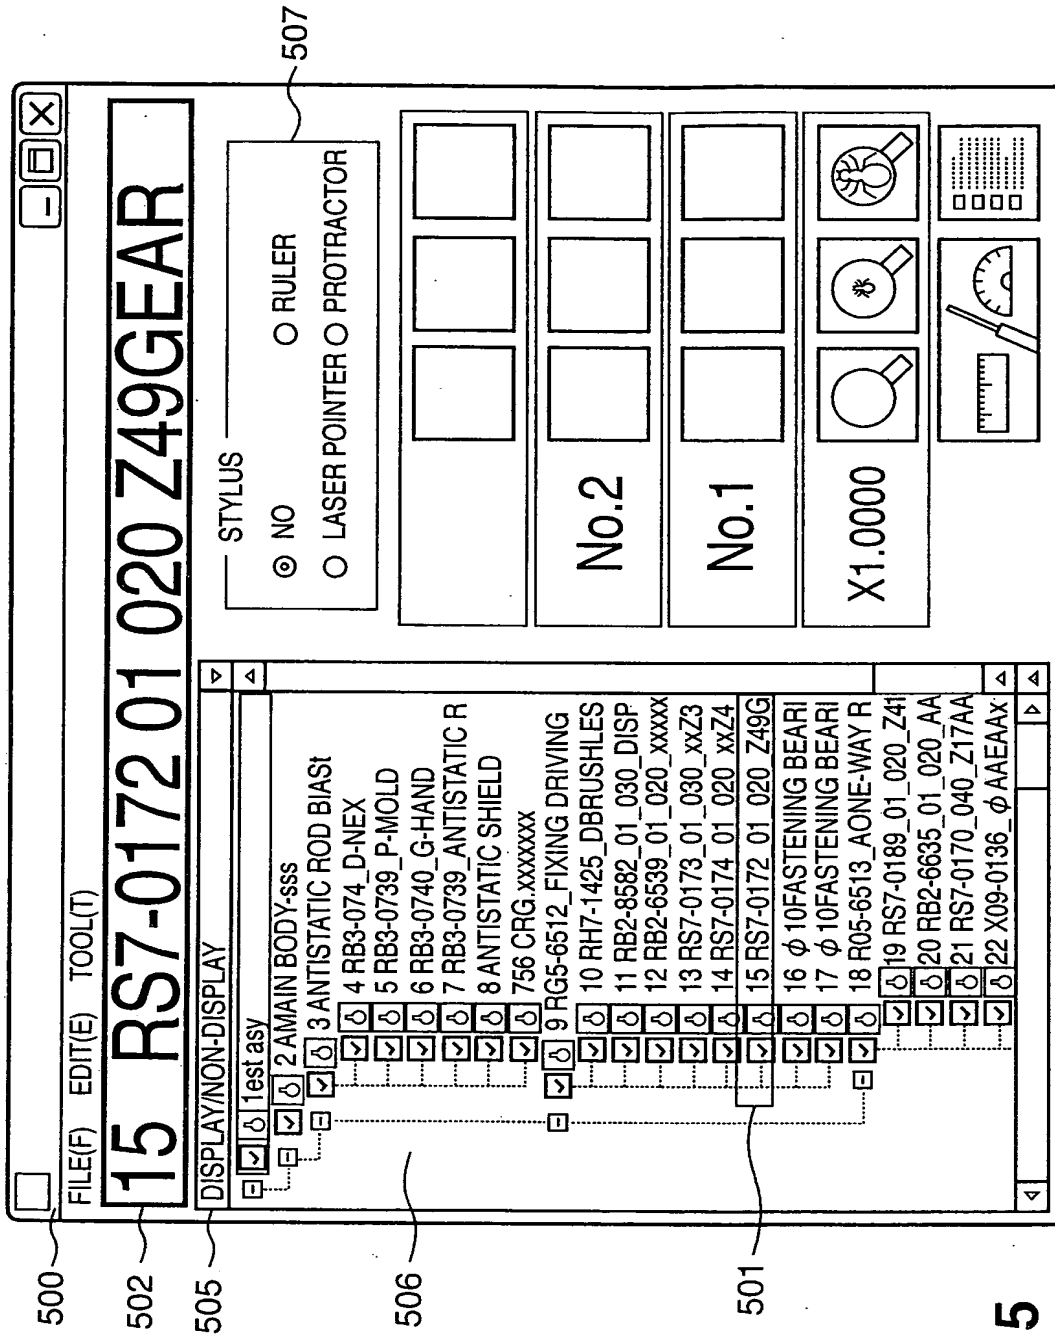 500
FILE(F) EDIT(E) TOOL(T)
502
15 RS7-0172 01 020 Z49GEAR
505
DISPLAY/NON-DISPLAY
1est asy
2 AMAIN BODY-sss
3 ANTISTATIC ROD BIASt
4 RB3-074_D-NEX
5 RB3-0739_P-MOLD
6 RB3-0740_G-HAND
7 RB3-0739_ANTISTATIC R
8 ANTISTATIC SHIELD
756 CRG.xxxxxx
9 RG5-6512_FIXING DRIVING
10 RH7-1425_DBRUSHLES
11 RB2-8582_01_030_DISP
12 RB2-6539_01_020_xxxxx
13 RS7-0173_01_030_xxZ3
14 RS7-0174_01_020_xxZ4
15 RS7-0172_01_020_Z49G
16 ϕ 10FASTENING BEARI
17 ϕ 10FASTENING BEARI
18 R05-6513_AONE-WAY R
19 RS7-0189_01_020_Z41
20 RB2-6635_01_020_AA
21 RS7-0170_040_Z17AA
22 X09-0136_ϕ AAEAAx
506
501
STYLUS
NO
RULER
LASER POINTER
PROTRACTOR
507
No.2
No.1
X1.0000
5